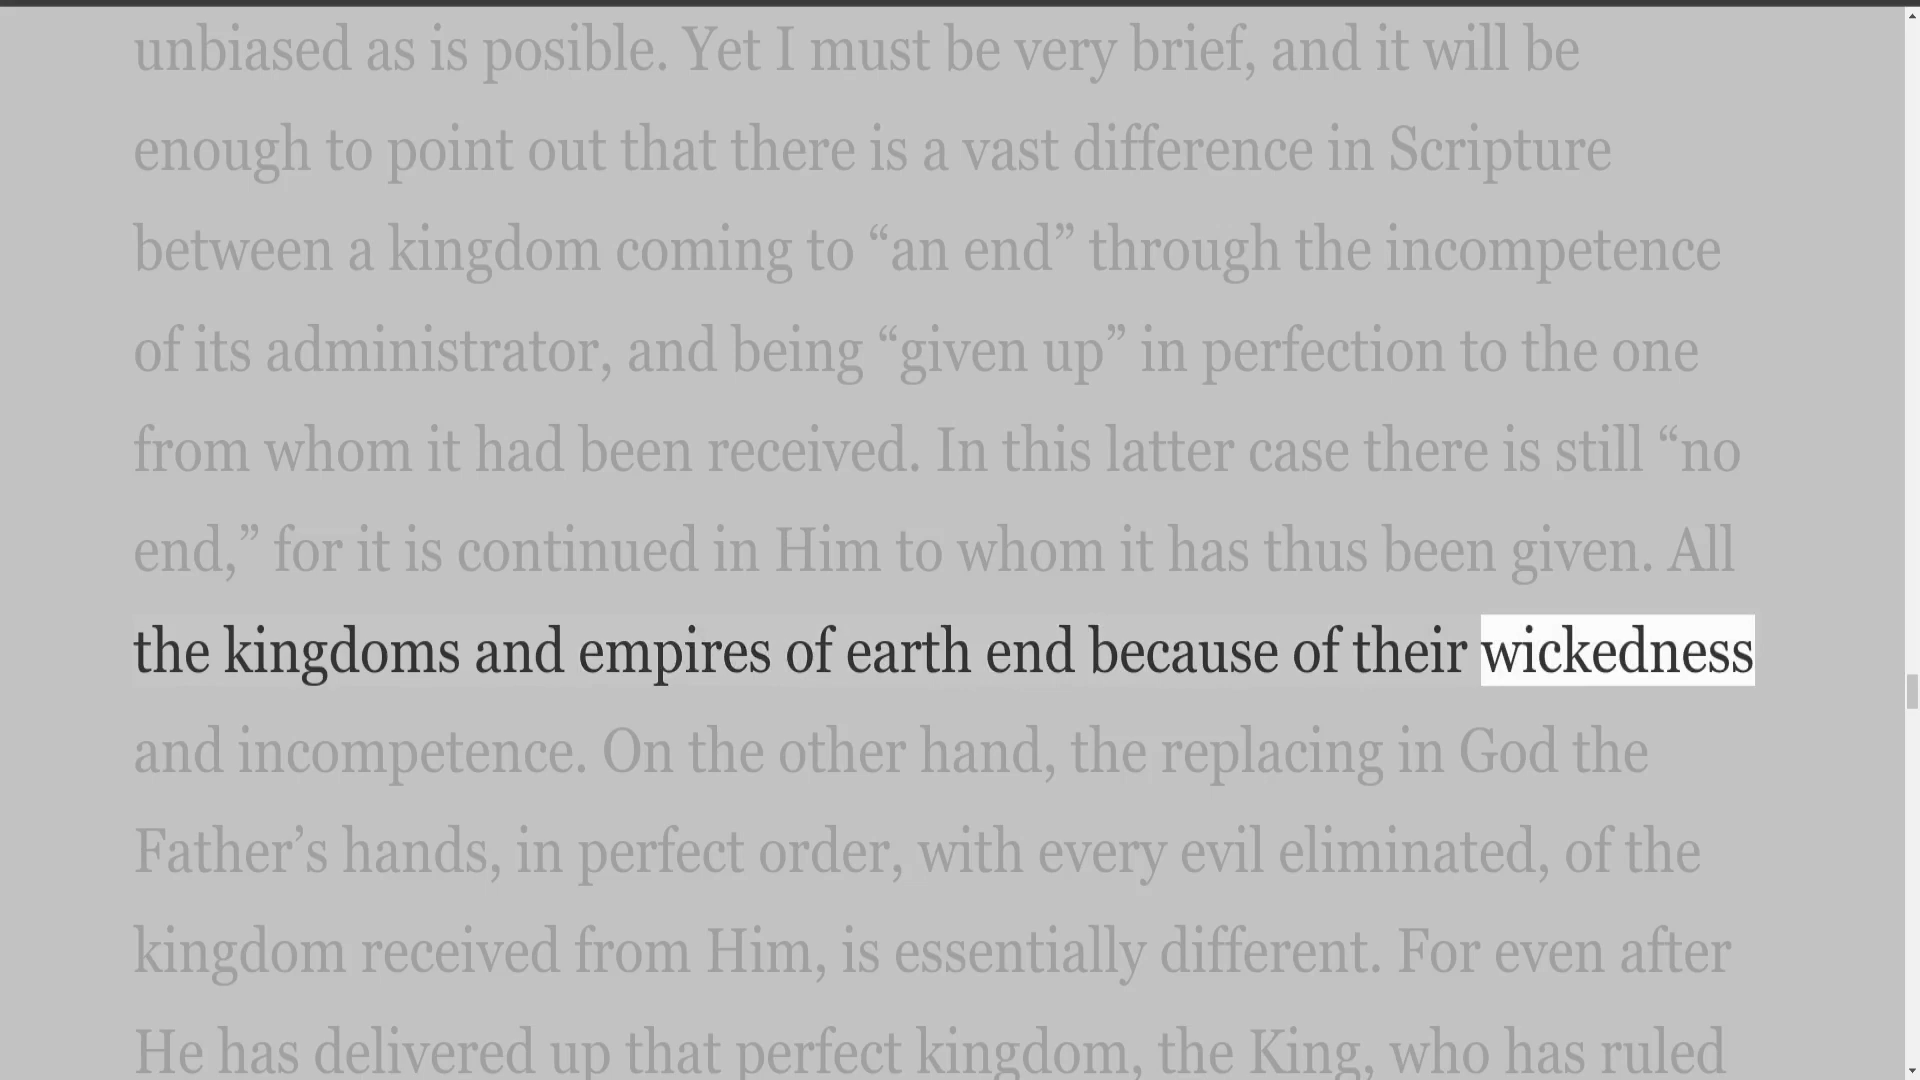 unbiased as is posible. Yet I must be very brief, and it will be
enough to point out that there is a vast difference in Scripture
between a kingdom coming to “an end” through the incompetence
of its administrator, and being “given up” in perfection to the one
from whom it had been received. In this latter case there is still “no
end,” for it is continued in Him to whom it has thus been given. All
the kingdoms and empires of earth end because of their wickedness
and incompetence. On the other hand, the replacing in God the
Father’s hands, in perfect order, with every evil eliminated, of the
kingdom received from Him, is essentially different. For even after
He has delivered up that perfect kingdom, the King, who has ruled